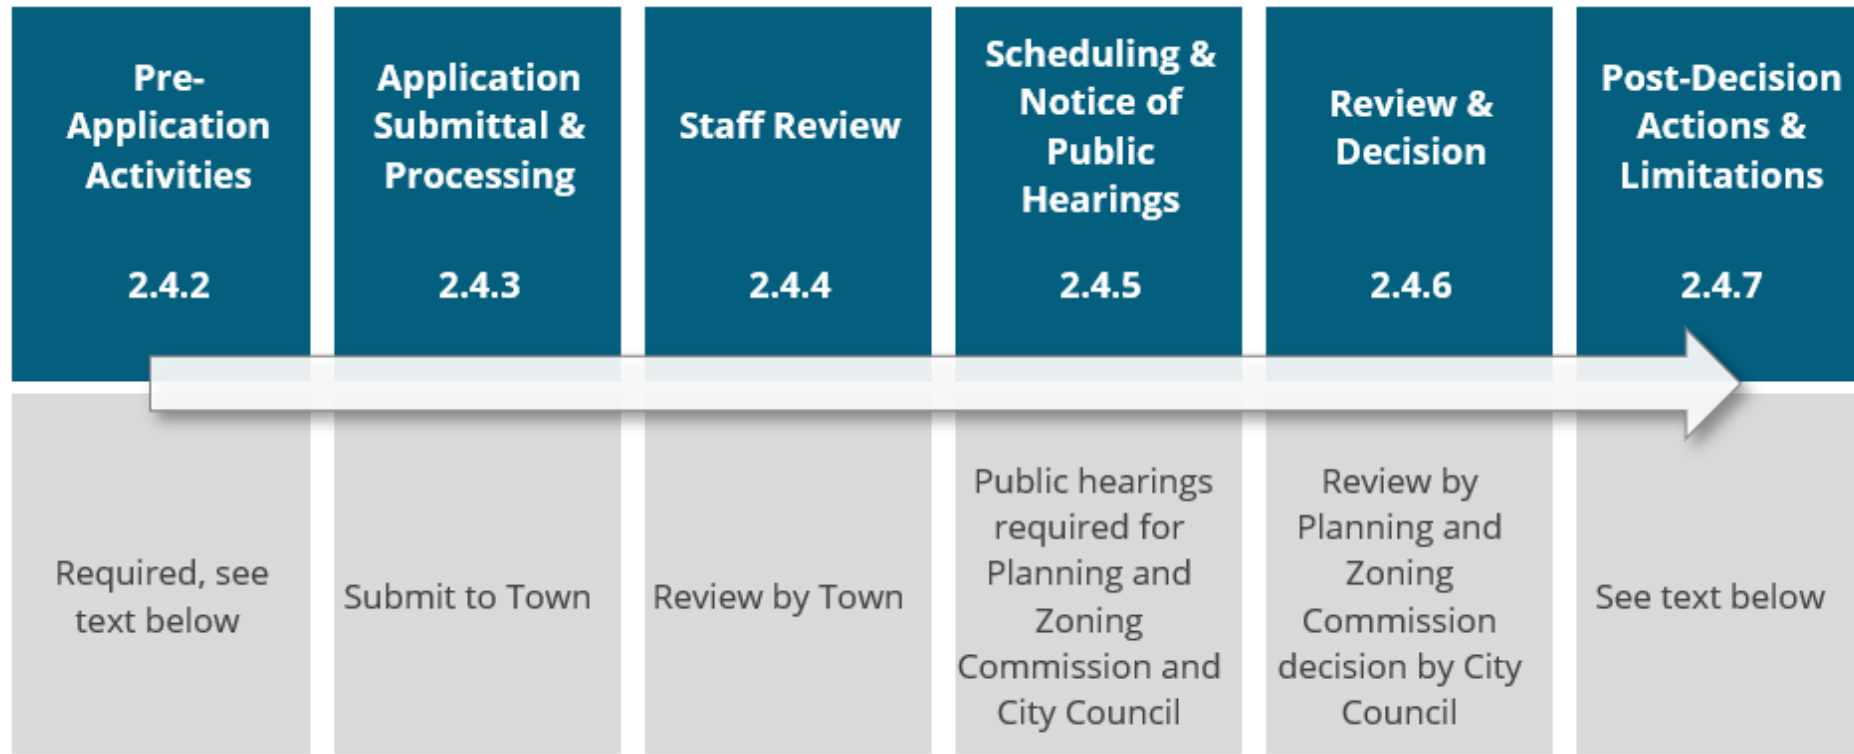 Pre-
Application
Activities
2.4.2
Application
Submittal &
Processing
2.4.3
Staff Review
2.4.4
Scheduling &
Notice of
Public
Hearings
2.4.5
Review &
Decision
2.4.6
Post-Decision
Actions &
Limitations
2.4.7
Required, see
text below
Submit to Town
Review by Town
Public hearings
required for
Planning and
Zoning
Commission and
City Council
Review by
Planning and
Zoning
Commission
decision by City
Council
See text below